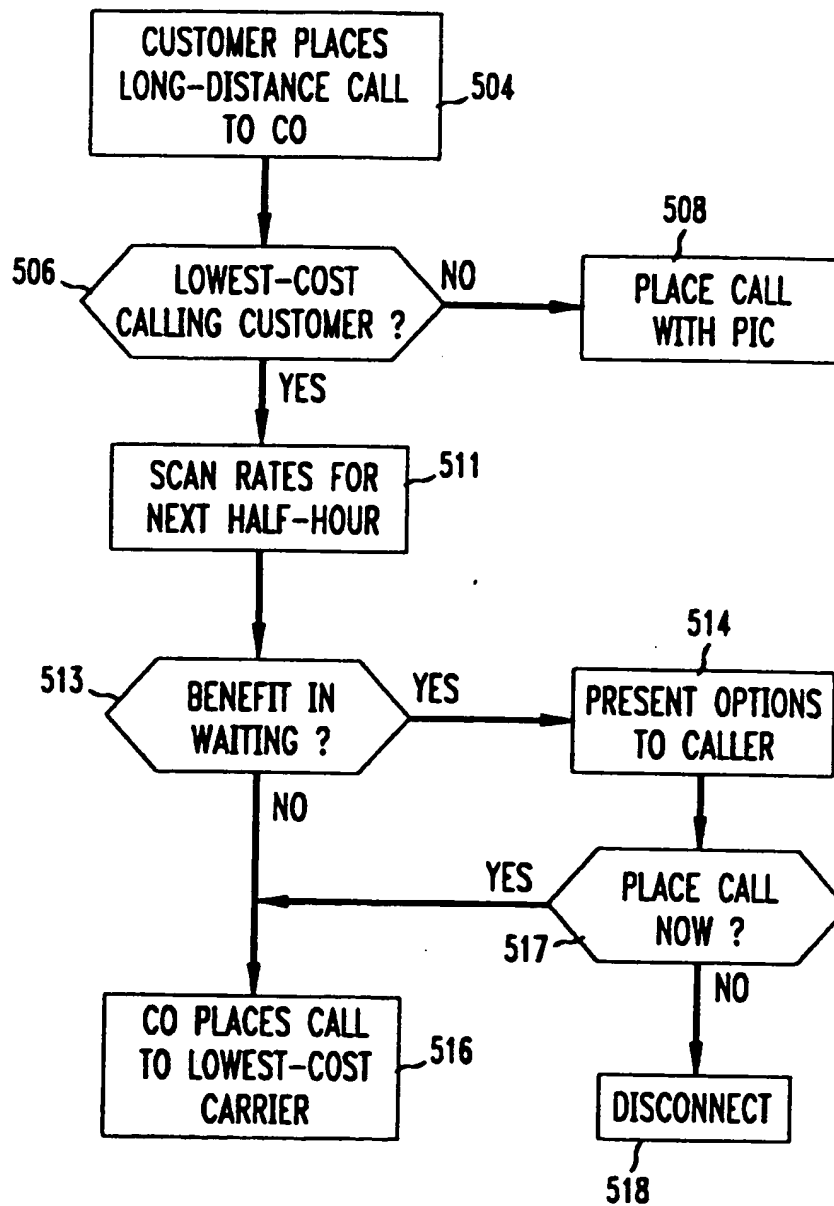 CUSTOMER PLACES
LONG-DISTANCE CALL
TO CO
504
506
LOWEST-COST
CALLING CUSTOMER ?
NO
508
PLACE CALL
WITH PIC
YES
SCAN RATES FOR
NEXT HALF-HOUR
511
513
BENEFIT IN
WAITING ?
YES
514
PRESENT OPTIONS
TO CALLER
NO
YES
PLACE CALL
NOW ?
517
NO
CO PLACES CALL
TO LOWEST-COST
CARRIER
516
DISCONNECT
518